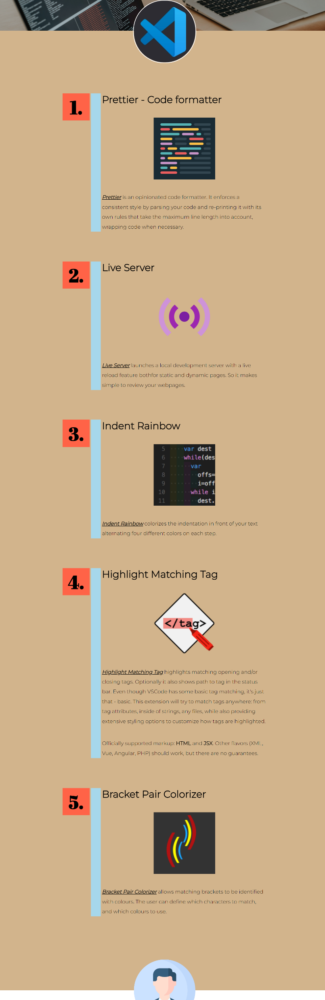 1.
Prettier - Code formatter
Prettier is an opinionated code formatter. It enforces a
consistent style by parsing your code and re-printing it with its
own rules that take the maximum line length into account,
wrapping code when necessary.
2.
Live Server
Live Server launches a local development server with a live
reload feature bothfor static and dynamic pages. So it makes
simple to review your webpages.
3.
Indent Rainbow
5 var dest
6 while(des
7 var
8 offs=
9 i=off
10 while i
11 dest.
Indent Rainbow colorizes the indentation in front of your text
alternating four different colors on each step.
4.
Highlight Matching Tag
</tag>
Highlight Matching Tag highlights matching opening and/or
closing tags. Optionally it also shows path to tag in the status
bar. Even though VSCode has some basic tag matching, it's just
that - basic. This extension will try to match tags anywhere: from
tag attributes, inside of strings, any files, while also providing
extensive styling options to customize how tags are highlighted.
Officially supported markup: HTML and JSX. Other flavors (XML,
Vue, Angular, PHP) should work, but there are no guarantees.
5.
Bracket Pair Colorizer
Bracket Pair Colorizer allows matching brackets to be identified
with colours. The user can define which characters to match,
and which colours to use.